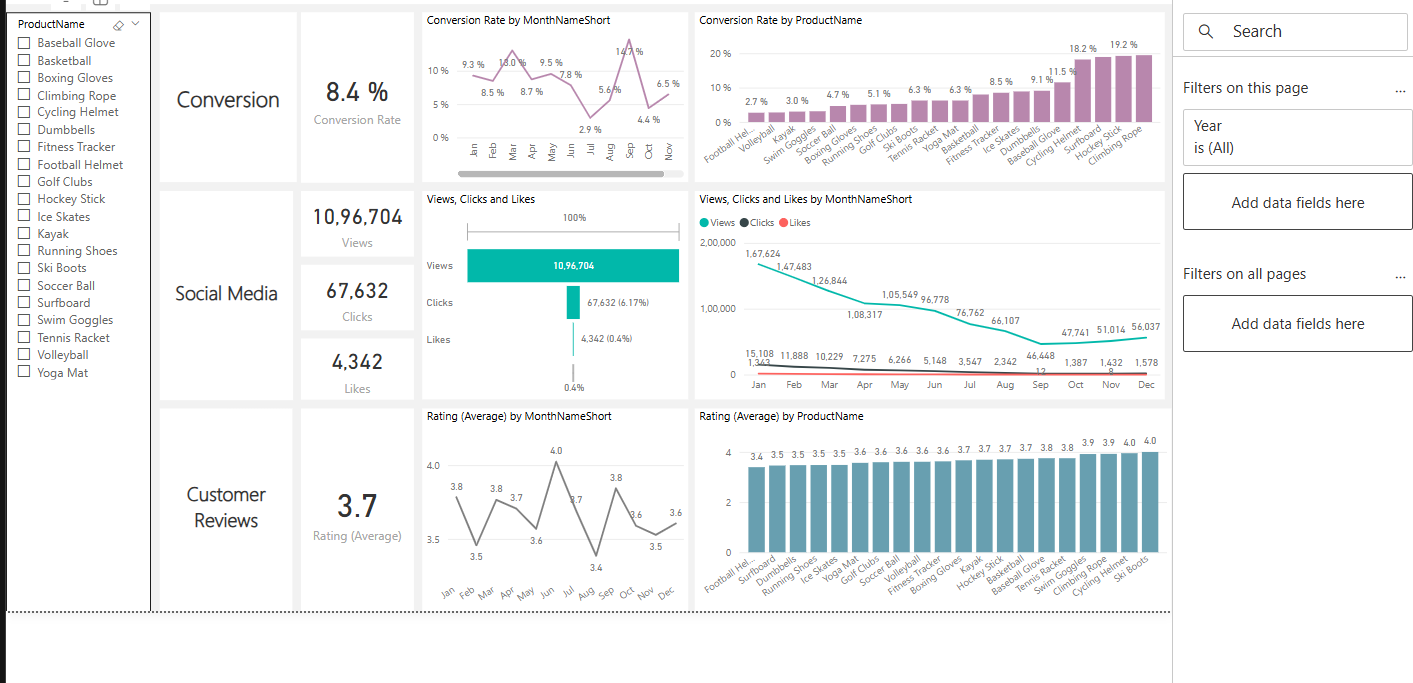 ProductName
Baseball Glove
Basketball
Boxing Gloves
Climbing Rope
Cycling Helmet
Dumbbells
Fitness Tracker
Football Helmet
Golf Clubs
Hockey Stick
Ice Skates
Kayak
Running Shoes
Ski Boots
Soccer Ball
Surfboard
Swim Goggles
Tennis Racket
Volleyball
Yoga Mat
Conversion
8.4 %
Conversion Rate
Conversion Rate by MonthNameShort
10 %
5 %
0 %
9.3 %
8.5 %
13.0 %
8.7 %
9.5 %
7.8 %
2.9 %
5.6 %
14.7 %
4.4 %
6.5 %
Jan
Feb
Mar
Apr
May
Jun
Jul
Aug
Sep
Oct
Nov
Conversion Rate by ProductName
20 %
10 %
0 %
2.7 %
3.0 %
4.7 %
5.1 %
6.3 %
6.3 %
8.5 %
9.1 %
11.5 %
18.2 %
19.2 %
Football Hel...
Volleyball
Kayak
Swim Goggles
Soccer Ball
Boxing Gloves
Running Shoes
Golf Clubs
Ski Boots
Tennis Racket
Yoga Mat
Basketball
Fitness Tracker
Ice Skates
Dumbbells
Baseball Glove
Cycling Helmet
Surfboard
Hockey Stick
Climbing Rope
Social Media
10,96,704
Views
67,632
Clicks
4,342
Likes
Views, Clicks and Likes
100%
Views
10,96,704
Clicks
67,632 (6.17%)
Likes
4,342 (0.4%)
0.4%
Views, Clicks and Likes by MonthNameShort
Views Clicks Likes
2,00,000
1,00,000
0
1,67,624
1,47,483
1,26,844
1,08,317
1,05,549
96,778
76,762
66,107
46,448
47,741
51,014
56,037
15,108
11,888
10,229
7,275
6,266
5,148
3,547
2,342
1,387
1,432
1,578
Jan
Feb
Mar
Apr
May
Jun
Jul
Aug
Sep
Oct
Nov
Dec
Customer
Reviews
3.7
Rating (Average)
Rating (Average) by MonthNameShort
4.0
3.5
3.8
3.5
3.8
3.7
3.6
4.0
3.7
3.4
3.8
3.6
3.5
3.6
Jan
Feb
Mar
Apr
May
Jun
Jul
Aug
Sep
Oct
Nov
Dec
Rating (Average) by ProductName
4
2
0
3.4
3.5
3.5
3.5
3.5
3.6
3.6
3.6
3.6
3.6
3.7
3.7
3.7
3.7
3.8
3.8
3.9
3.9
4.0
4.0
Football Hel...
Surfboard
Dumbbells
Running Shoes
Ice Skates
Yoga Mat
Golf Clubs
Soccer Ball
Volleyball
Fitness Tracker
Boxing Gloves
Kayak
Hockey Stick
Basketball
Baseball Glove
Tennis Racket
Swim Goggles
Climbing Rope
Cycling Helmet
Ski Boots
Search
Filters on this page
...
Year
is (All)
Add data fields here
Filters on all pages
...
Add data fields here